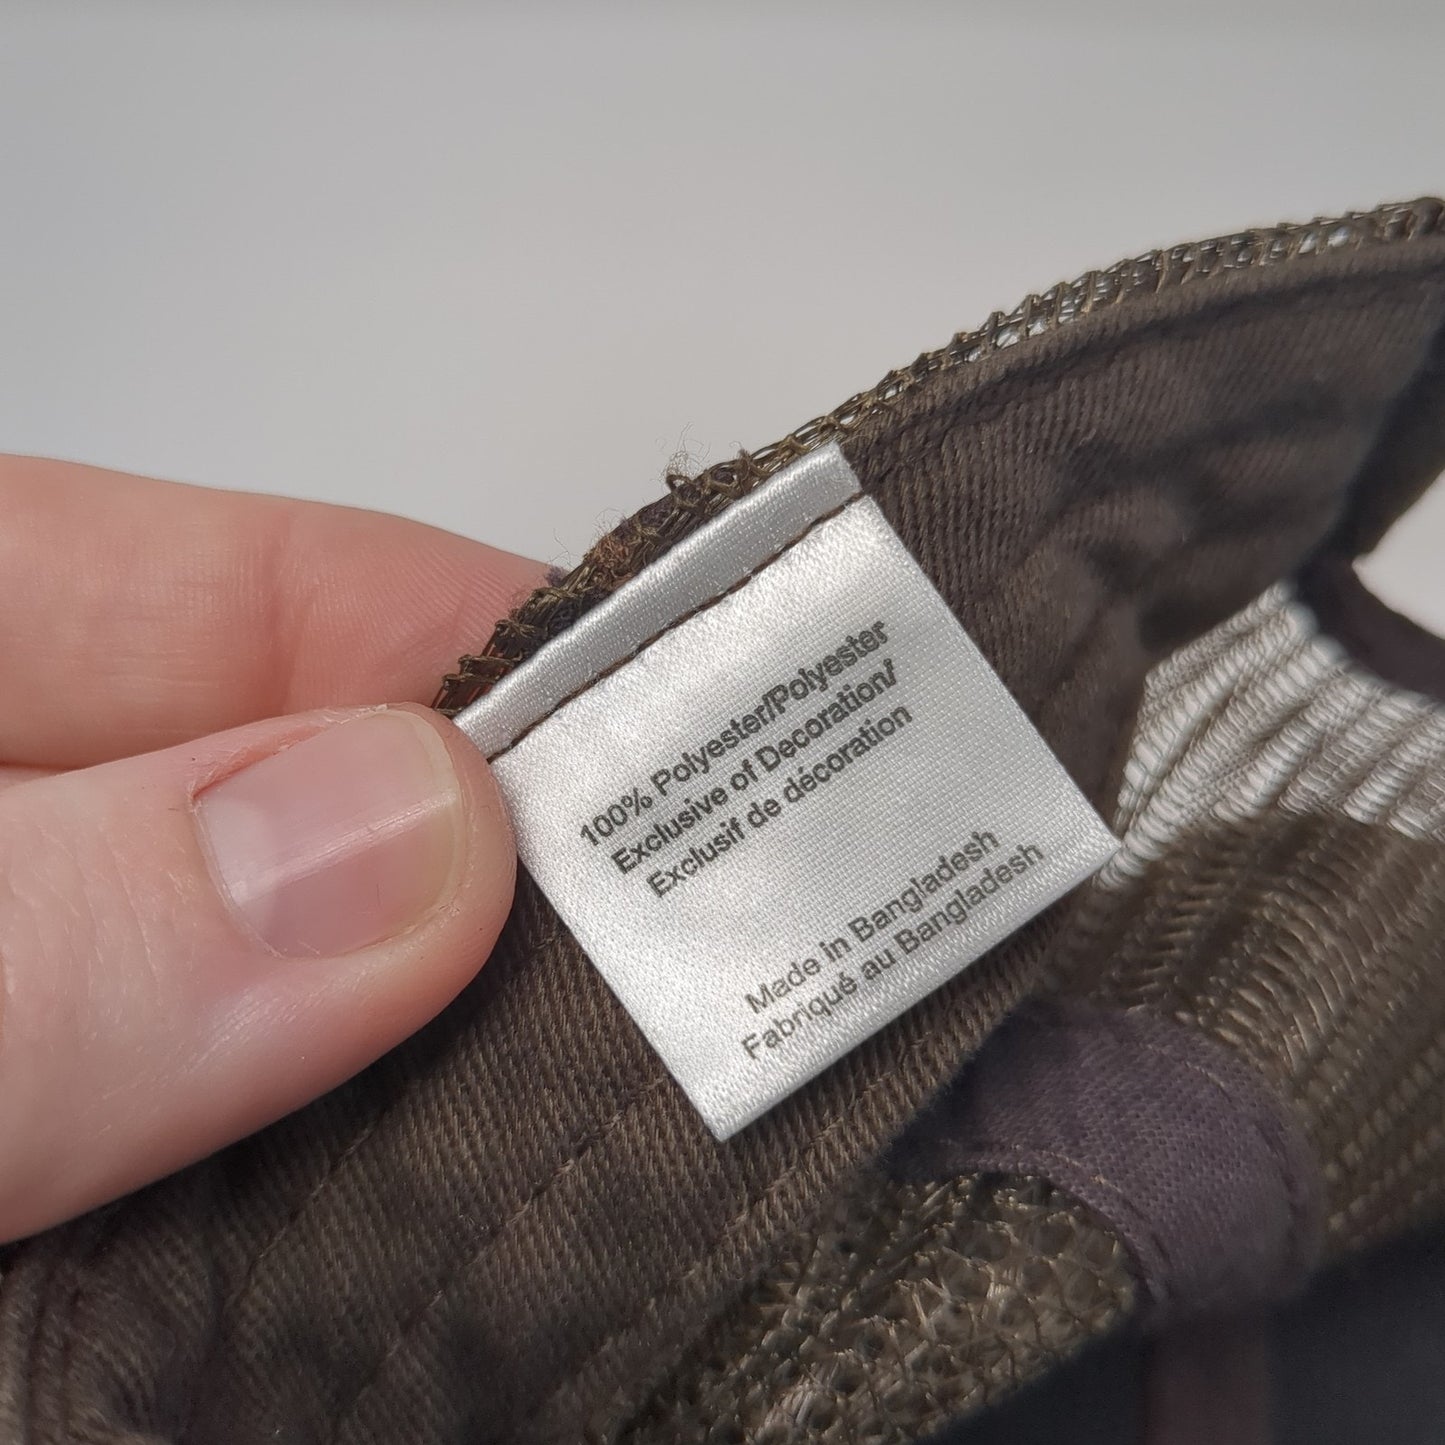 100% Polyester/Polyester
Exclusive of Decoration/
Exclusif de décoration
Made in Bangladesh
Fabriqué au Bangladesh